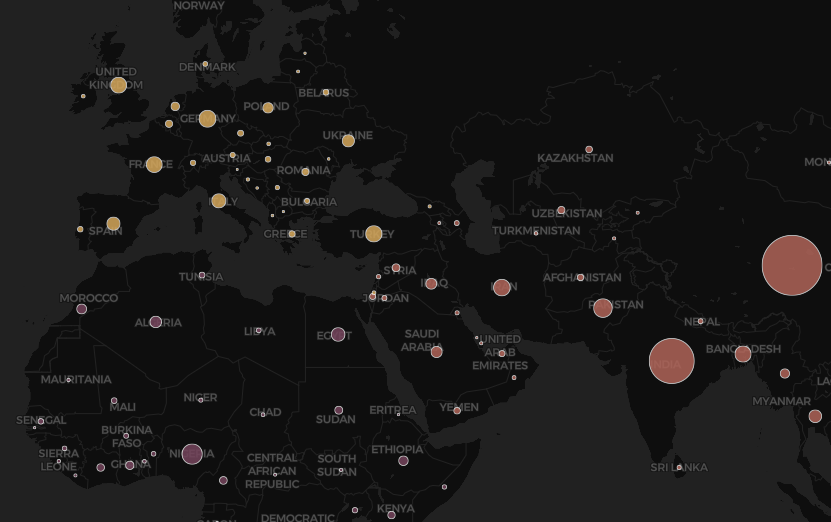 NORWAY
UNITED
KINGDOM
DENMARK
BELARUS
POLAND
GERMANY
UKRAINE
FRANCE
AUSTRIA
ROMANIA
KAZAKHSTAN
ITALY
BULGARIA
UZBEKISTAN
SPAIN
GREECE
TURKEY
TURKMENISTAN
TUNISIA
SYRIA
IRAQ
IRAN
AFGHANISTAN
MOROCCO
JORDAN
PAKISTAN
ALGERIA
LIBYA
EGYPT
SAUDI
ARABIA
UNITED
ARAB
EMIRATES
NEPAL
BANGLADESH
INDIA
MAURITANIA
MALI
NIGER
CHAD
SUDAN
ERITREA
YEMEN
MYANMAR
SENEGAL
BURKINA
FASO
SIERRA
LEONE
GHANA
NIGERIA
CENTRAL
AFRICAN
REPUBLIC
SOUTH
SUDAN
ETHIOPIA
SRI LANKA
KENYA
DEMOCRATIC